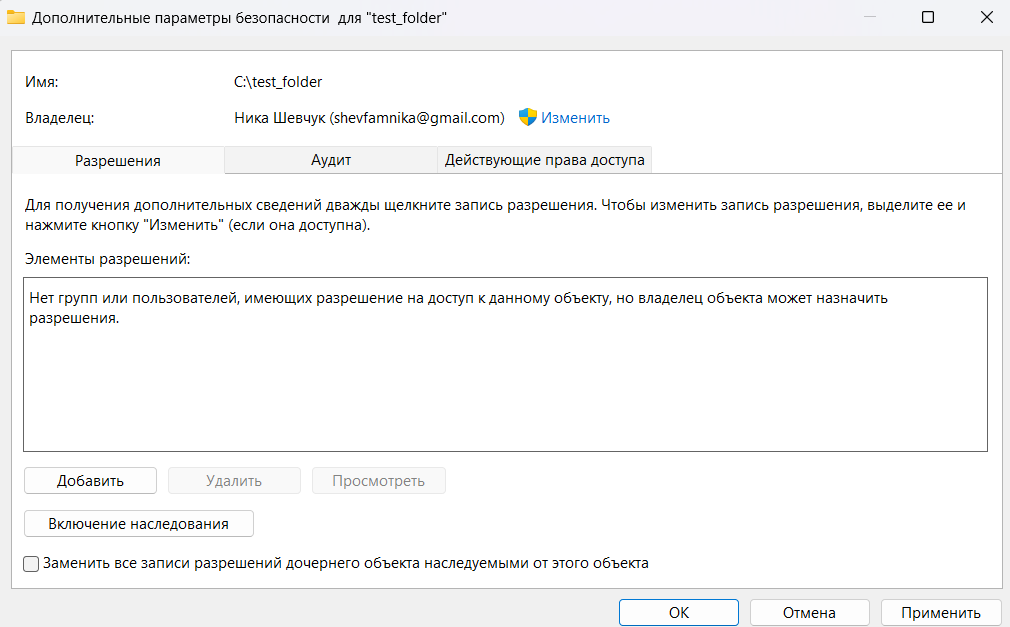 Дополнительные параметры безопасности для "test_folder"
Имя: C:\test_folder
Владелец: Ника Шевчук (shevfamnika@gmail.com) Изменить
Разрешения Аудит Действующие права доступа
Для получения дополнительных сведений дважды щелкните запись разрешения. Чтобы изменить запись разрешения, выделите ее и
нажмите кнопку "Изменить" (если она доступна).
Элементы разрешений:
Нет групп или пользователей, имеющих разрешение на доступ к данному объекту, но владелец объекта может назначить
разрешения.
Добавить Удалить Просмотреть
Включение наследования
Заменить все записи разрешений дочернего объекта наследуемыми от этого объекта
ОК Отмена Применить